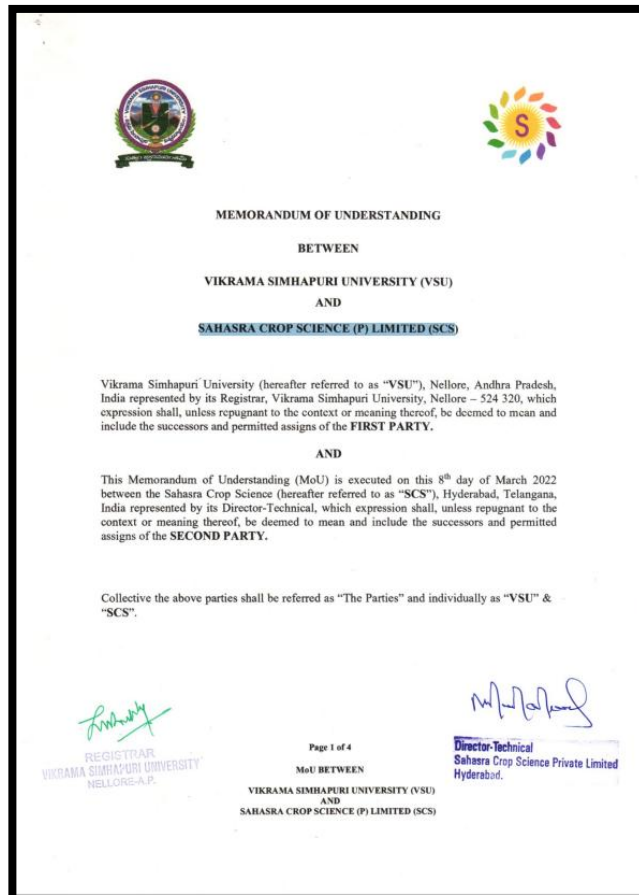 S
MEMORANDUM OF UNDERSTANDING
BETWEEN
VIKRAMA SIMHAPURI UNIVERSITY (VSU)
AND
SAHASRA CROP SCIENCE (P) LIMITED (SCS)
Vikrama Simhapuri University (hereafter referred to as “VSU”), Nellore, Andhra Pradesh,
India represented by its Registrar, Vikrama Simhapuri University, Nellore – 524 320, which
expression shall, unless repugnant to the context or meaning thereof, be deemed to mean and
include the successors and permitted assigns of the FIRST PARTY.
AND
This Memorandum of Understanding (MoU) is executed on this 8th day of March 2022
between the Sahasra Crop Science (hereafter referred to as “SCS”), Hyderabad, Telangana,
India represented by its Director-Technical, which expression shall, unless repugnant to the
context or meaning thereof, be deemed to mean and include the successors and permitted
assigns of the SECOND PARTY.
Collective the above parties shall be referred as “The Parties” and individually as “VSU” &
“SCS”.
REGISTRAR
VIKRAMA SIMHAPURI UNIVERSITY
NELLORE-A.P.
Page 1 of 4
MoU BETWEEN
VIKRAMA SIMHAPURI UNIVERSITY (VSU)
AND
SAHASRA CROP SCIENCE (P) LIMITED (SCS)
Director-Technical
Sahasra Crop Science Private Limited
Hyderabad.